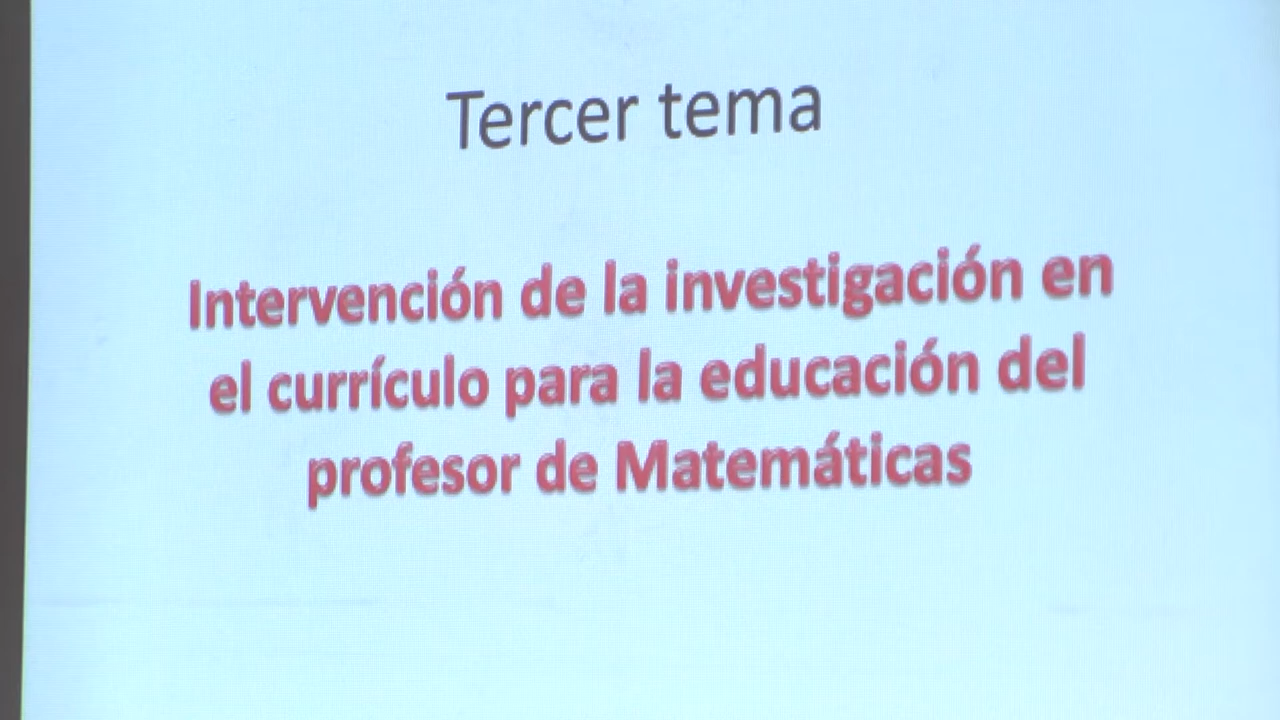 Tercer tema
Intervención de la investigación en
el currículo para la educación del
profesor de Matemáticas